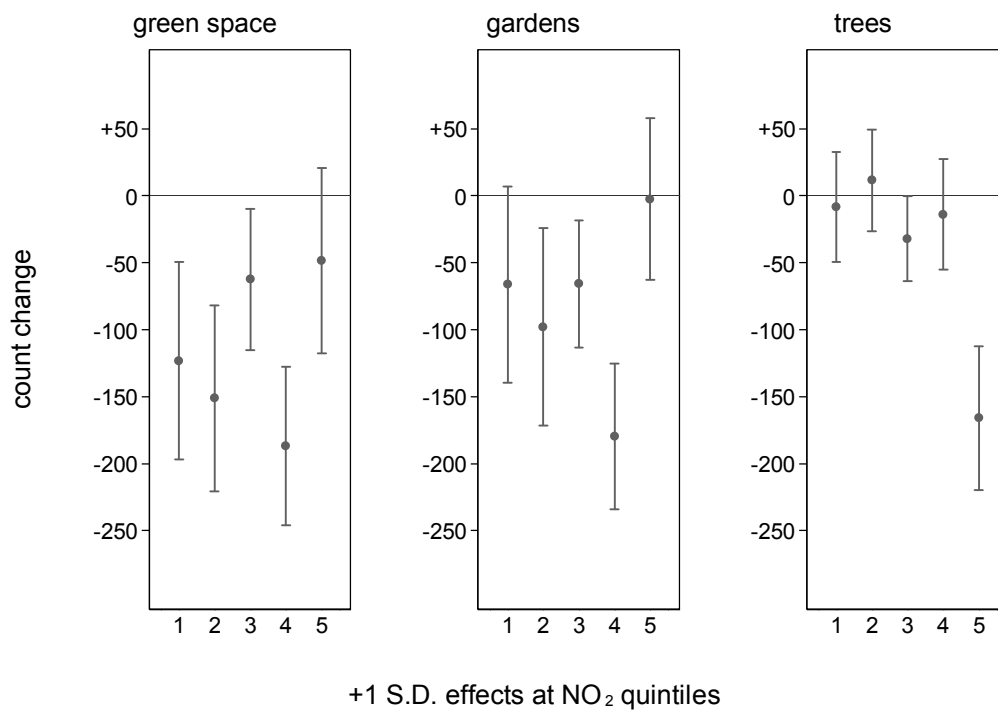 green space
gardens
trees
count change
+50
0
-50
-100
-150
-200
-250
1 2 3 4 5
+50
0
-50
-100
-150
-200
-250
1 2 3 4 5
+50
0
-50
-100
-150
-200
-250
1 2 3 4 5
+1 S.D. effects at NO₂ quintiles